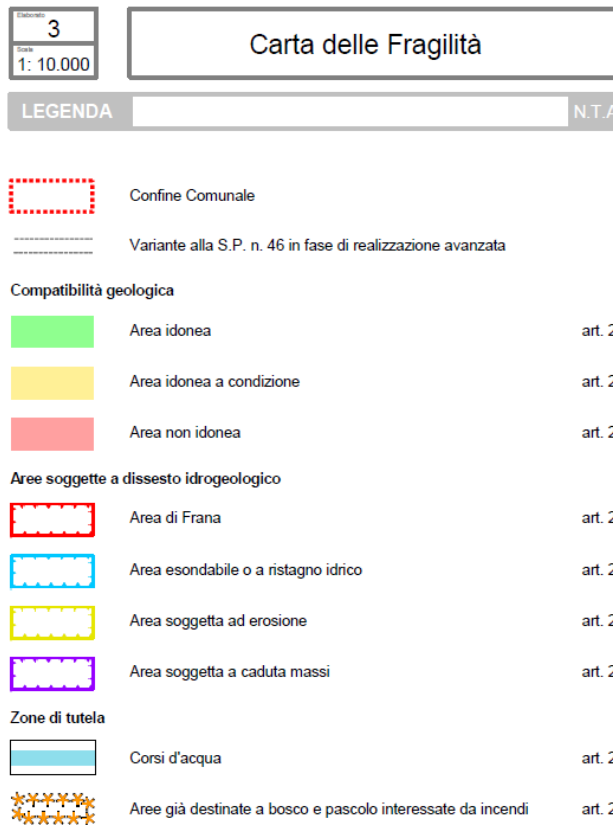 Elaborato
3
Scala
1: 10.000
Carta delle Fragilità
LEGENDA N.T.A
Confine Comunale
Variante alla S.P. n. 46 in fase di realizzazione avanzata
Compatibilità geologica
Area idonea art. 2
Area idonea a condizione art. 2
Area non idonea art. 2
Aree soggette a dissesto idrogeologico
Area di Frana art. 2
Area esondabile o a ristagno idrico art. 2
Area soggetta ad erosione art. 2
Area soggetta a caduta massi art. 2
Zone di tutela
Corsi d'acqua art. 2
Aree già destinate a bosco e pascolo interessate da incendi art. 2